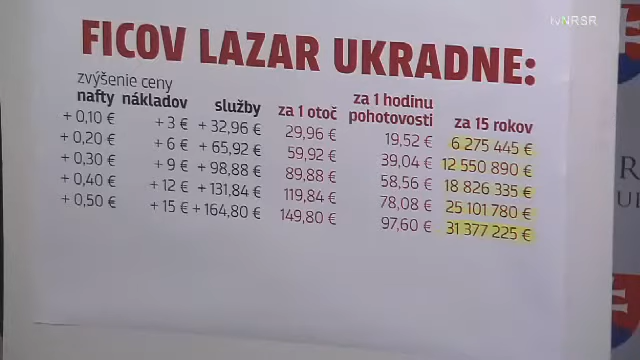 tvNRSR
FICOV LAZAR UKRADNE:
zvýšenie ceny
nafty nákladov služby za 1 otoč za 1 hodinu pohotovosti za 15 rokov
+ 0,10 € + 3 € + 32,96 € 29,96 € 19,52 € 6 275 445 €
+ 0,20 € + 6 € + 65,92 € 59,92 € 39,04 € 12 550 890 €
+ 0,30 € + 9 € + 98,88 € 89,88 € 58,56 € 18 826 335 €
+ 0,40 € + 12 € + 131,84 € 119,84 € 78,08 € 25 101 780 €
+ 0,50 € + 15 € + 164,80 € 149,80 € 97,60 € 31 377 225 €